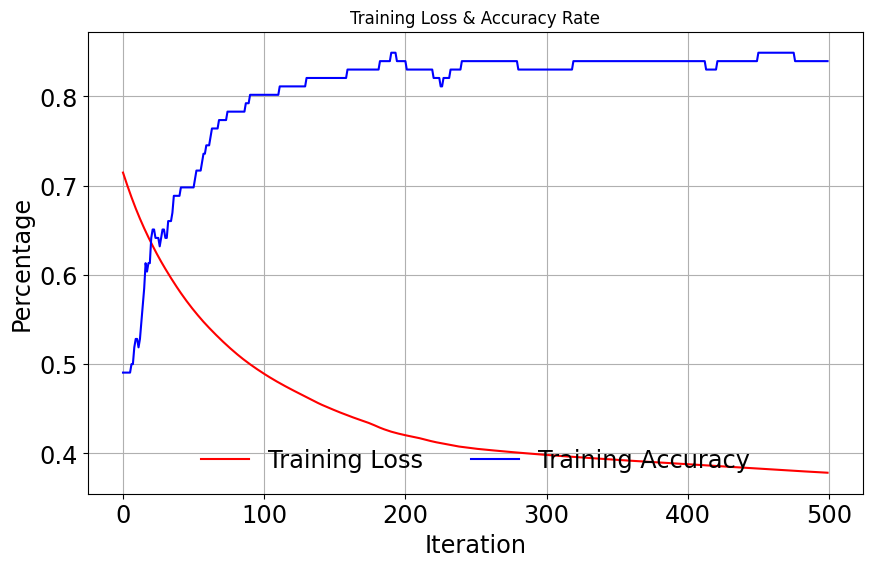 Training Loss & Accuracy Rate
Percentage
0.8
0.7
0.6
0.5
0.4
Training Loss
Training Accuracy
0 100 200 300 400 500
Iteration